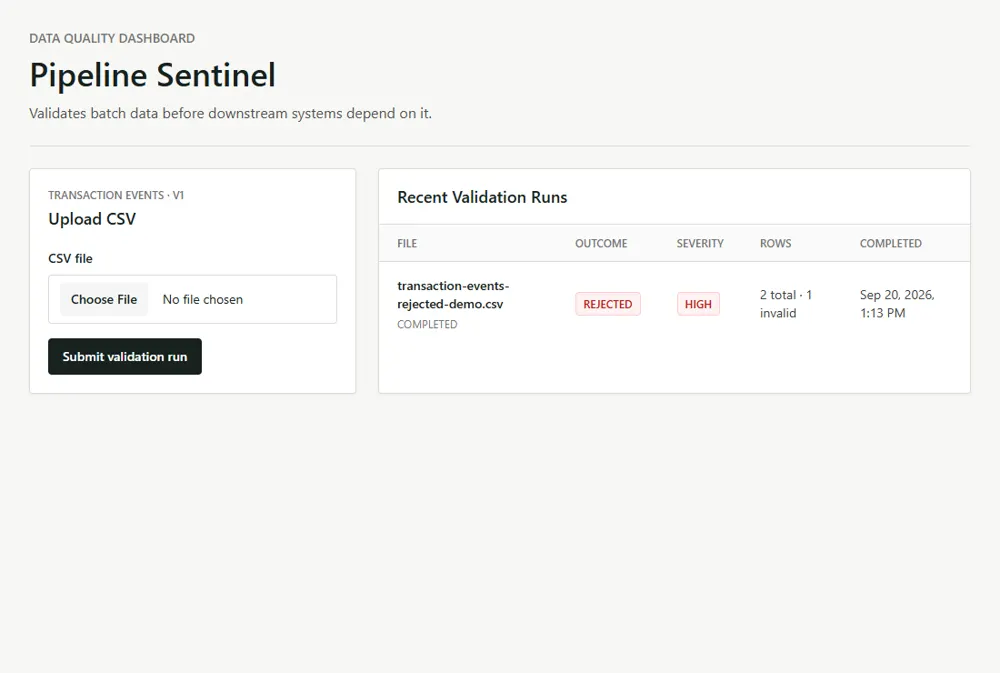 DATA QUALITY DASHBOARD
Pipeline Sentinel
Validates batch data before downstream systems depend on it.
TRANSACTION EVENTS · V1
Upload CSV
CSV file
Choose File No file chosen
Submit validation run
Recent Validation Runs
FILE OUTCOME SEVERITY ROWS COMPLETED
transaction-events-
rejected-demo.csv
COMPLETED
REJECTED
HIGH
2 total · 1
invalid
Sep 20, 2026,
1:13 PM